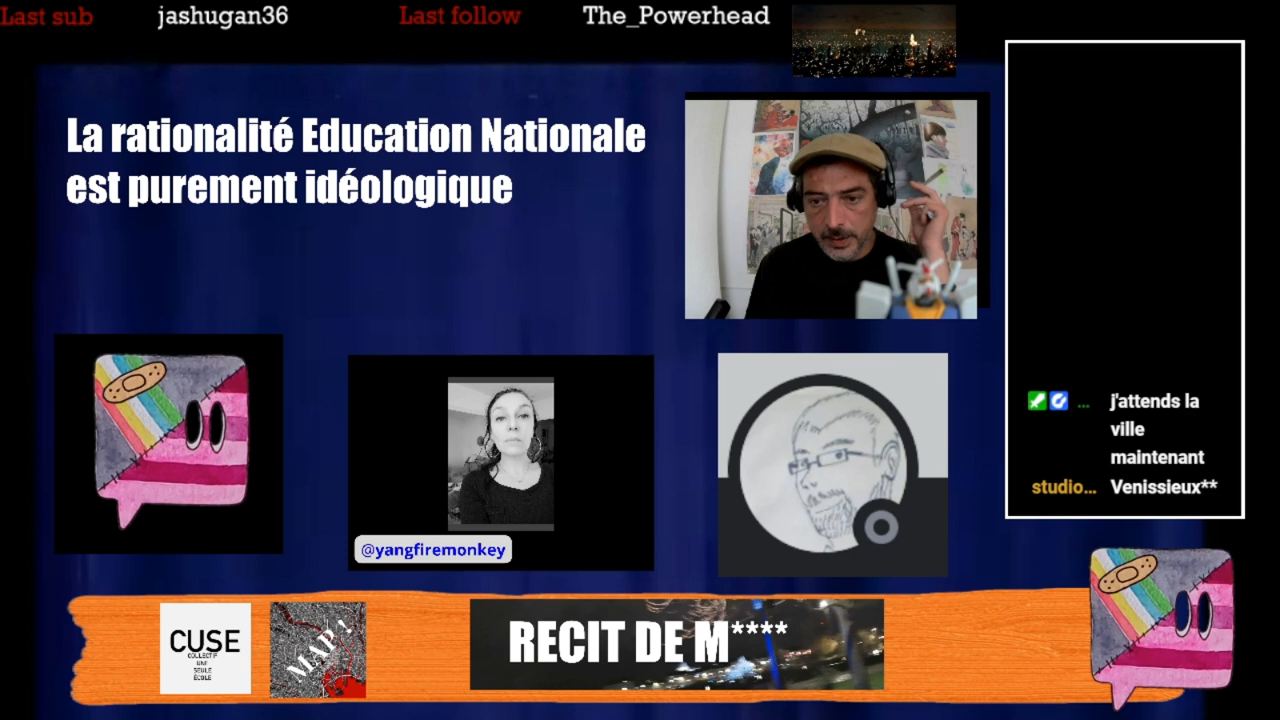 Last sub
jashugan36
Last follow
The_Powerhead
La rationalité Education Nationale
est purement idéologique
... j'attends la
ville
maintenant
studio... Venissieux**
@yangfiremonkey
CUSE
COLLECTIF
UNE
SEULE
ÉCOLE
MAP !
RECIT DE M****